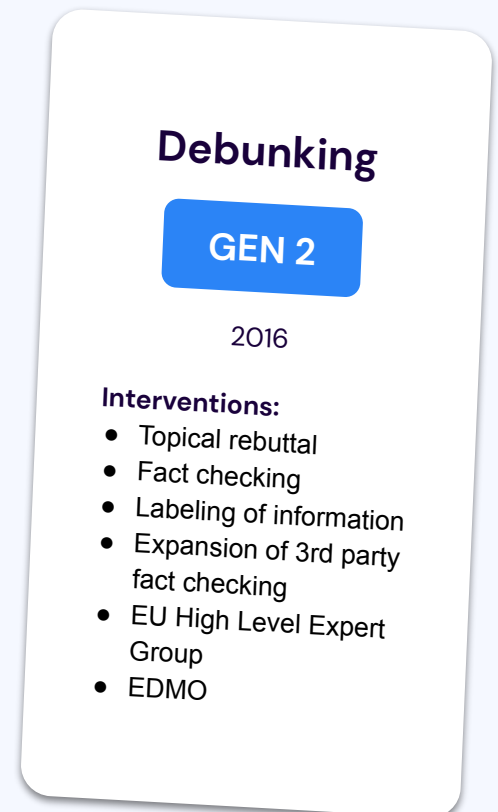 Debunking
GEN 2
2016
Interventions:
● Topical rebuttal
● Fact checking
● Labeling of information
● Expansion of 3rd party
fact checking
● EU High Level Expert
Group
● EDMO